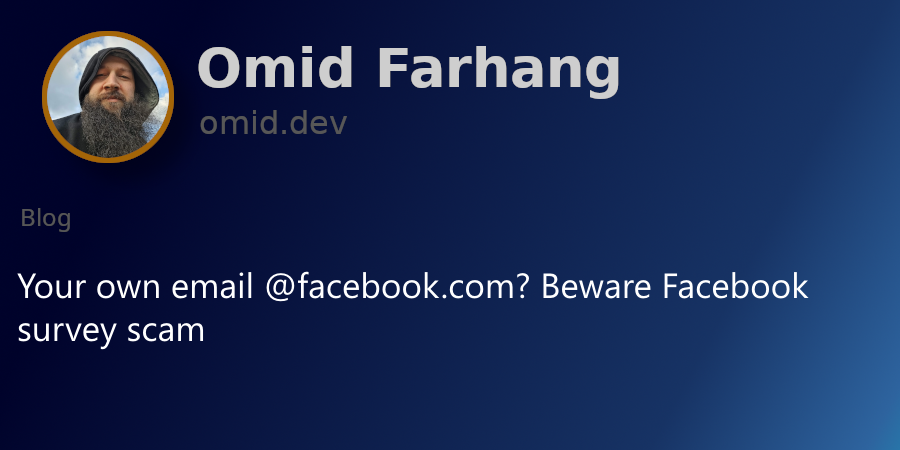 Omid Farhang
omid.dev
Blog
Your own email @facebook.com? Beware Facebook
survey scam